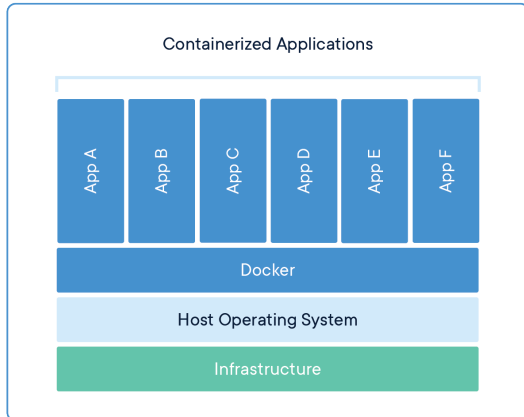 Containerized Applications
App A
App B
App C
App D
App E
App F
Docker
Host Operating System
Infrastructure